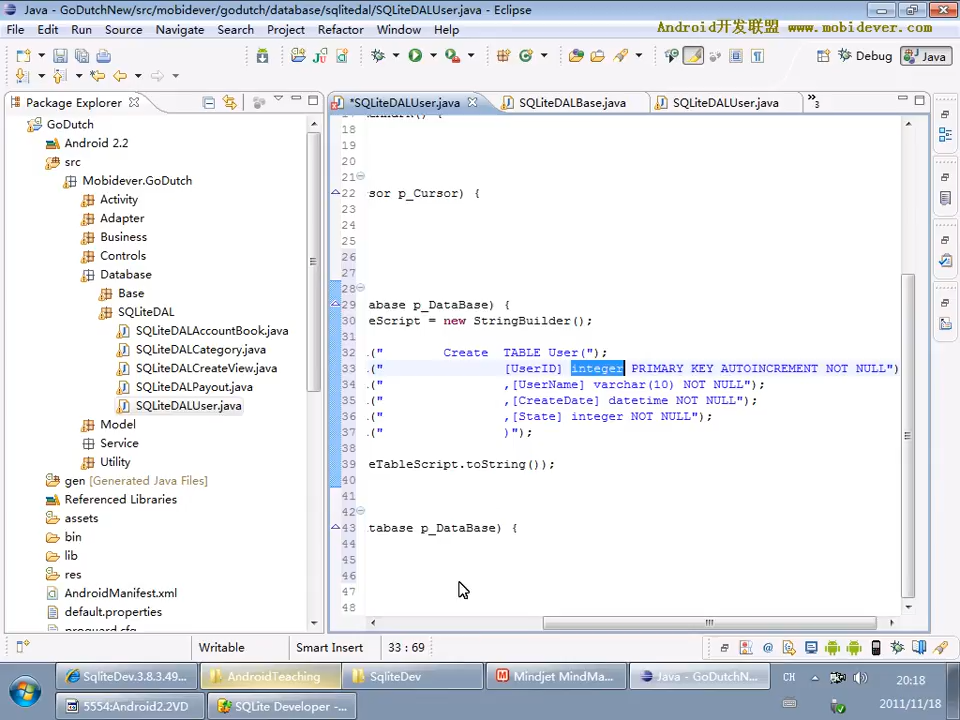 Java - GoDutchNew/src/mobidever/godutch/database/sqlitedal/SQLiteDALUser.java - Eclipse
File Edit Run Source Navigate Search Project Refactor Window Help
Android开发联盟 www.mobidever.com
Debug Java
Package Explorer
*SQLiteDALUser.java SQLiteDALBase.java SQLiteDALUser.java »3
GoDutch
Android 2.2
src
Mobidever.GoDutch
Activity
Adapter
Business
Controls
Database
Base
SQLiteDAL
SQLiteDALAccountBook.java
SQLiteDALCategory.java
SQLiteDALCreateView.java
SQLiteDALPayout.java
SQLiteDALUser.java
Model
Service
Utility
gen [Generated Java Files]
Referenced Libraries
assets
bin
lib
res
AndroidManifest.xml
default.properties
proguard.cfg
18
19
20
21
22 sor p_Cursor) {
23
24
25
26
27
28
29 abase p_DataBase) {
30 eScript = new StringBuilder();
31
32 .(" Create TABLE User(");
33 .(" [UserID] integer PRIMARY KEY AUTOINCREMENT NOT NULL")
34 .(" ,[UserName] varchar(10) NOT NULL");
35 .(" ,[CreateDate] datetime NOT NULL");
36 .(" ,[State] integer NOT NULL");
37 .(" )");
38
39 eTableScript.toString());
40
41
42
43 tabase p_DataBase) {
44
45
46
47
48
Writable Smart Insert 33 : 69
SqliteDev.3.8.3.49... AndroidTeaching SqliteDev Mindjet MindMa... Java - GoDutchN... CH 20:18
5554:Android2.2VD SQLite Developer -... 2011/11/18